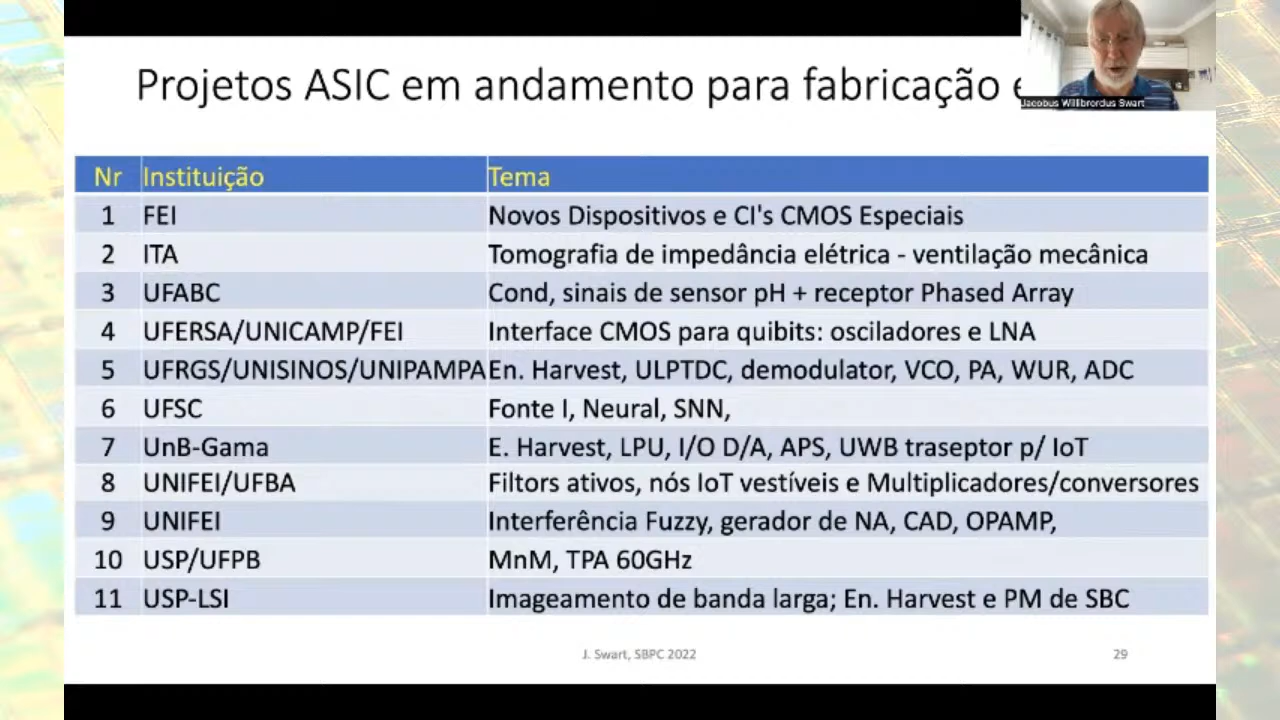 Projetos ASIC em andamento para fabricação
Jacobus Willibrordus Swart
Nr Instituição Tema
1 FEI Novos Dispositivos e CI's CMOS Especiais
2 ITA Tomografia de impedância elétrica - ventilação mecânica
3 UFABC Cond, sinais de sensor pH + receptor Phased Array
4 UFERSA/UNICAMP/FEI Interface CMOS para quibits: osciladores e LNA
5 UFRGS/UNISINOS/UNIPAMPA En. Harvest, ULPTDC, demodulator, VCO, PA, WUR, ADC
6 UFSC Fonte I, Neural, SNN,
7 UnB-Gama E. Harvest, LPU, I/O D/A, APS, UWB traseptor p/ IoT
8 UNIFEI/UFBA Filtors ativos, nós IoT vestíveis e Multiplicadores/conversores
9 UNIFEI Interferência Fuzzy, gerador de NA, CAD, OPAMP,
10 USP/UFPB MnM, TPA 60GHz
11 USP-LSI Imageamento de banda larga; En. Harvest e PM de SBC
J. Swart, SBPC 2022
29